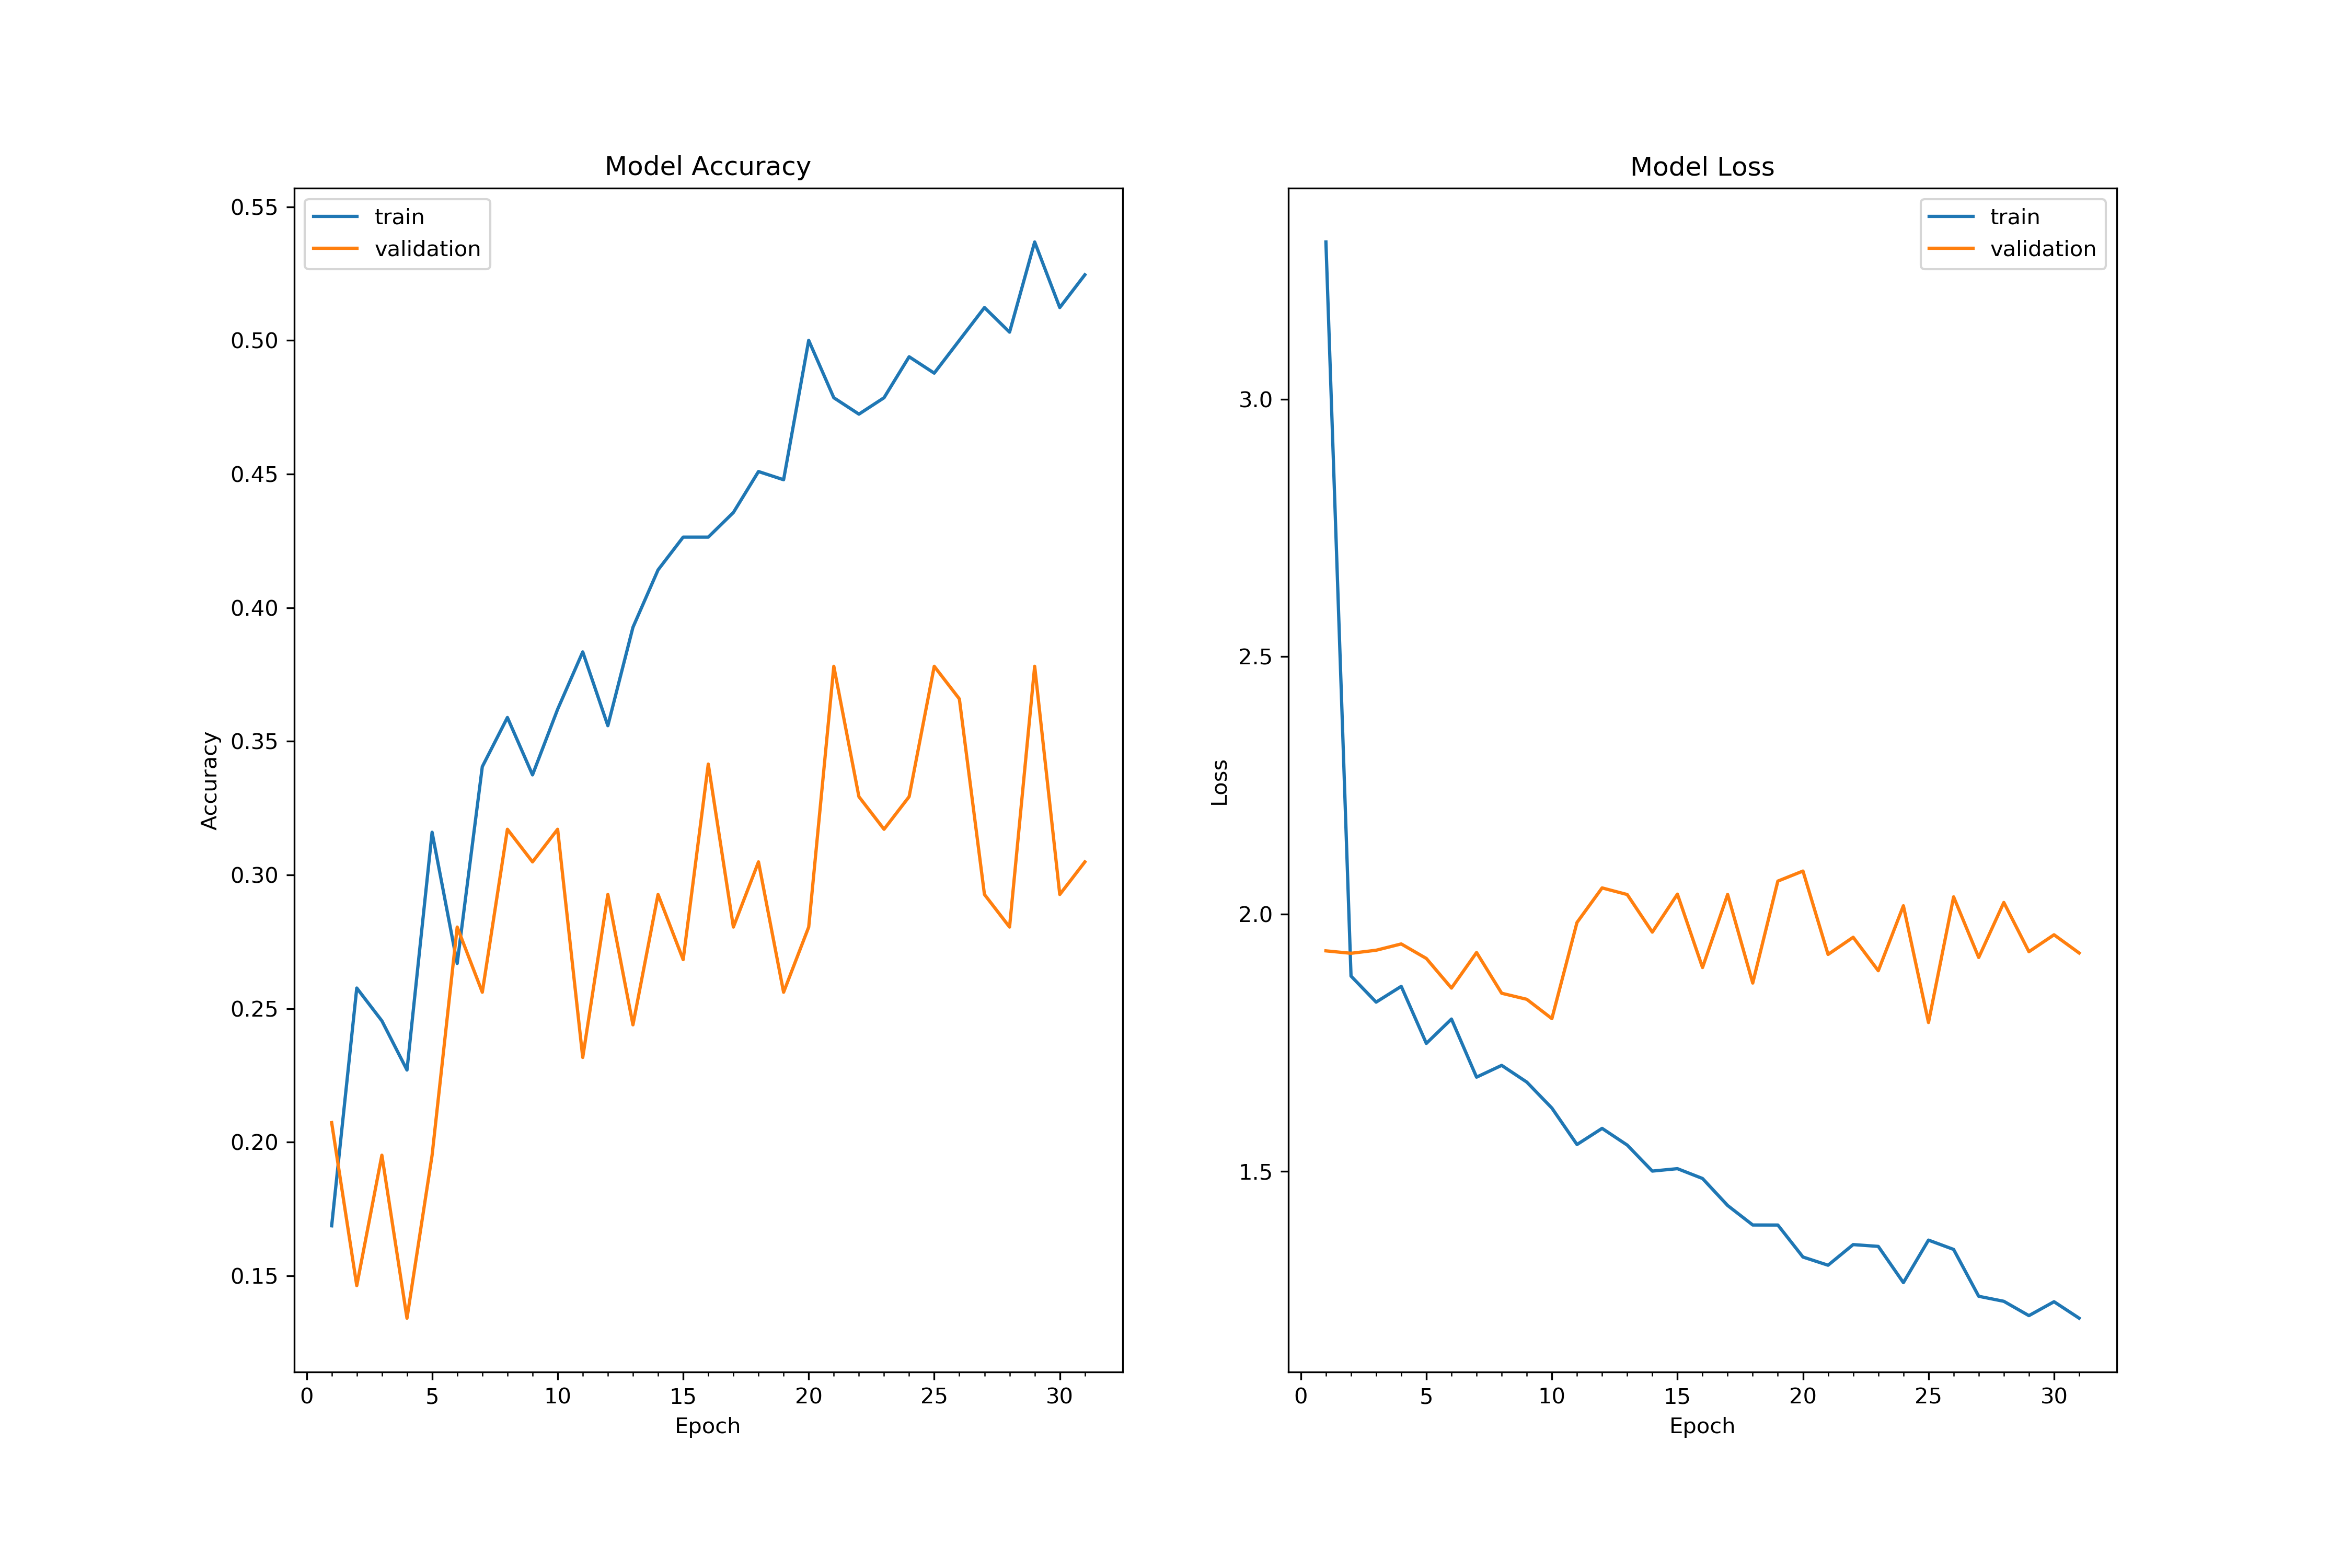 Model Accuracy
0.55
0.50
0.45
0.40
0.35
0.30
0.25
0.20
0.15
Accuracy
train
validation
0 5 10 15 20 25 30
Epoch
Model Loss
3.0
2.5
2.0
1.5
Loss
train
validation
0 5 10 15 20 25 30
Epoch